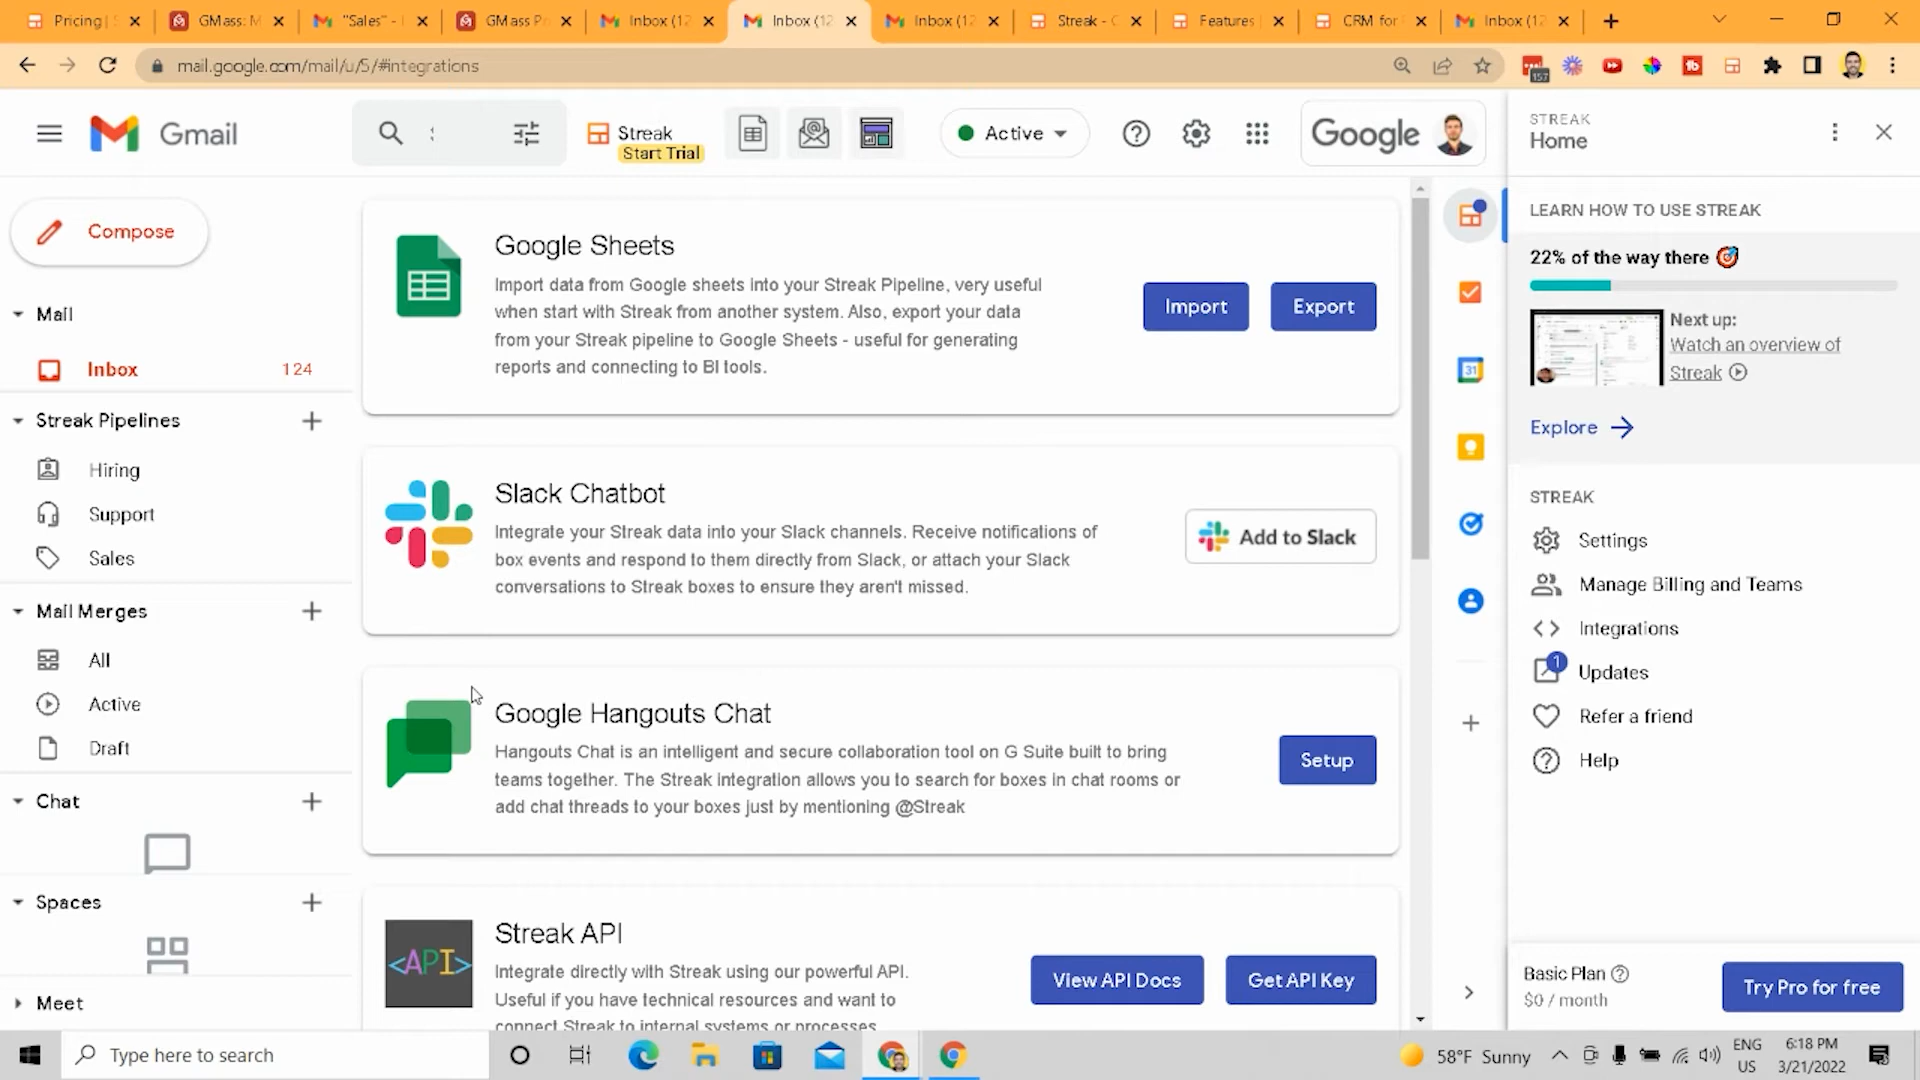 Pricing |
GMass: M
"Sales" -
GMass P
Inbox (12
Inbox (12
Inbox (12
Streak - C
Features
CRM for
Inbox (12
mail.google.com/mail/u/5/#integrations
157
Gmail
Streak
Start Trial
Active
Google
STREAK
Home
Compose
Mail
Inbox 124
Streak Pipelines
Hiring
Support
Sales
Mail Merges
All
Active
Draft
Chat
Spaces
Meet
Google Sheets
Import data from Google sheets into your Streak Pipeline, very useful
when start with Streak from another system. Also, export your data
from your Streak pipeline to Google Sheets - useful for generating
reports and connecting to BI tools.
Import
Export
Slack Chatbot
Integrate your Streak data into your Slack channels. Receive notifications of
box events and respond to them directly from Slack, or attach your Slack
conversations to Streak boxes to ensure they aren't missed.
Add to Slack
Google Hangouts Chat
Hangouts Chat is an intelligent and secure collaboration tool on G Suite built to bring
teams together. The Streak integration allows you to search for boxes in chat rooms or
add chat threads to your boxes just by mentioning @Streak
Setup
<API>
Streak API
Integrate directly with Streak using our powerful API.
Useful if you have technical resources and want to
connect Streak to internal systems or processes
View API Docs
Get API Key
31
LEARN HOW TO USE STREAK
22% of the way there
Next up:
Watch an overview of
Streak
Explore
STREAK
Settings
Manage Billing and Teams
Integrations
1
Updates
Refer a friend
Help
Basic Plan
$0 / month
Try Pro for free
Type here to search
58°F Sunny
ENG
US
6:18 PM
3/21/2022